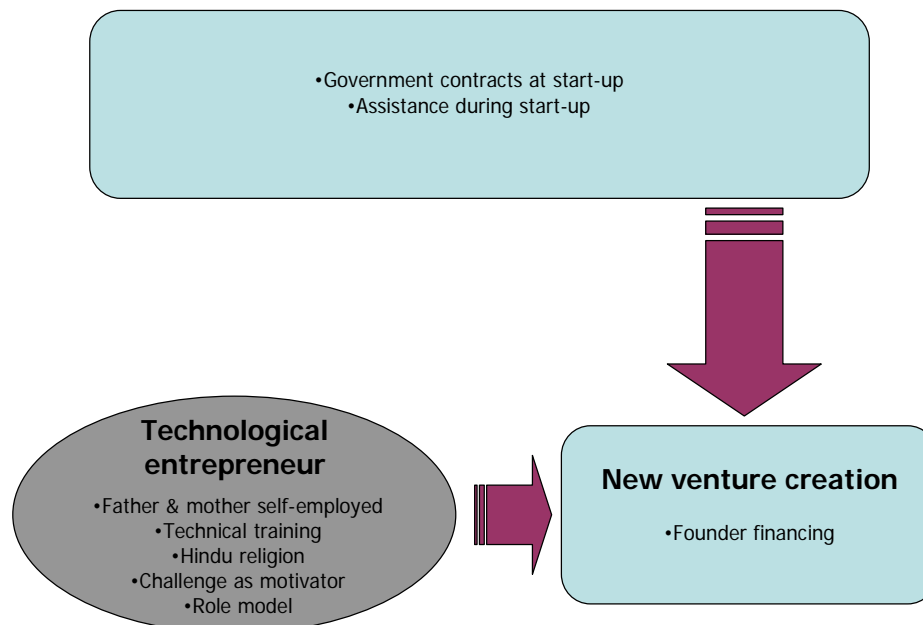 •Government contracts at start-up
•Assistance during start-up
Technological
entrepreneur
•Father & mother self-employed
•Technical training
•Hindu religion
•Challenge as motivator
•Role model
New venture creation
•Founder financing